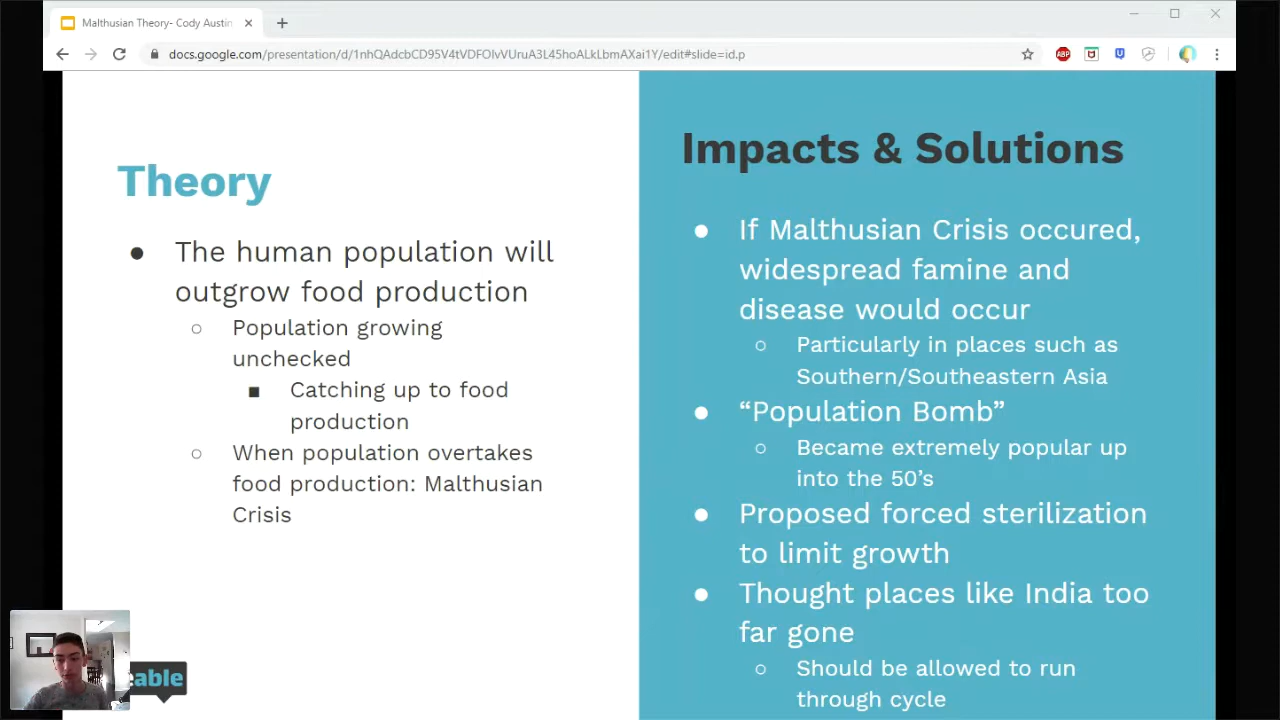 Malthusian Theory- Cody Austin
docs.google.com/presentation/d/1nhQAdcbCD95V4tVDFOlvVUruA3L45hoALkLbmAXai1Y/edit#slide=id.p
ABP
Theory
● The human population will
outgrow food production
○ Population growing
unchecked
■ Catching up to food
production
○ When population overtakes
food production: Malthusian
Crisis
Impacts & Solutions
● If Malthusian Crisis occured,
widespread famine and
disease would occur
○ Particularly in places such as
Southern/Southeastern Asia
● “Population Bomb”
○ Became extremely popular up
into the 50’s
● Proposed forced sterilization
to limit growth
● Thought places like India too
far gone
○ Should be allowed to run
through cycle
eable